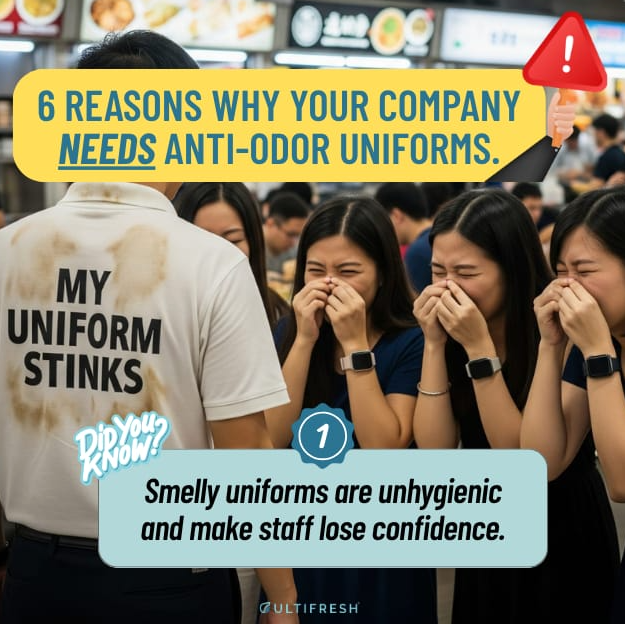 6 REASONS WHY YOUR COMPANY
NEEDS ANTI-ODOR UNIFORMS.
!
MY
UNIFORM
STINKS
DiD YOU
KNOW?
1
Smelly uniforms are unhygienic
and make staff lose confidence.
ULTIFRESH